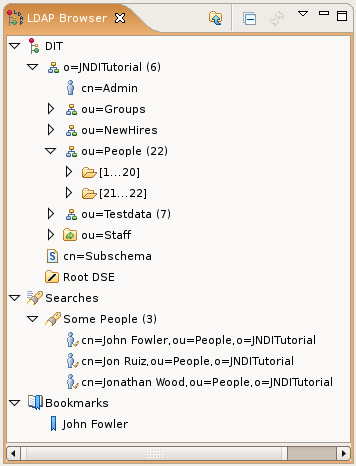 LDAP Browser
DIT
o=JNDITutorial (6)
cn=Admin
ou=Groups
ou=NewHires
ou=People (22)
[1...20]
[21...22]
ou=Testdata (7)
ou=Staff
cn=Subschema
Root DSE
Searches
Some People (3)
cn=John Fowler,ou=People,o=JNDITutorial
cn=Jon Ruiz,ou=People,o=JNDITutorial
cn=Jonathan Wood,ou=People,o=JNDITutorial
Bookmarks
John Fowler